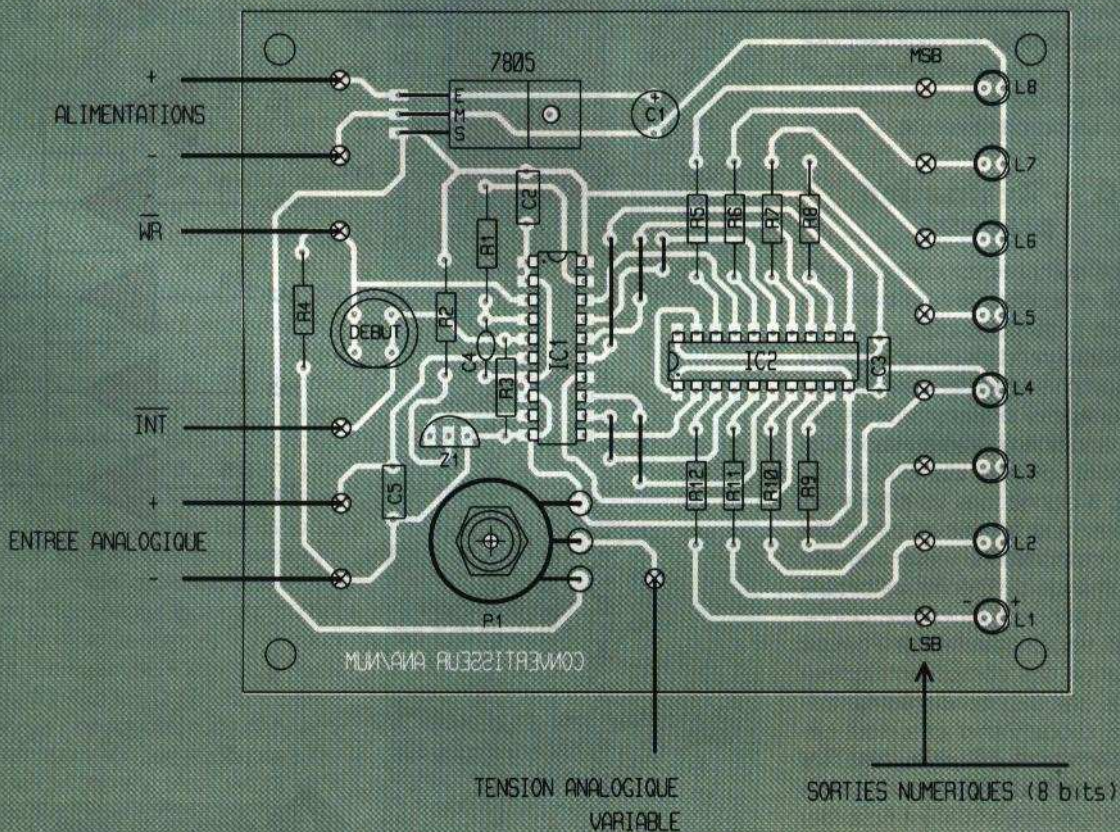 7805
MSB
+
ALIMENTATIONS
-
E
M
S
+
C1
L8
L7
L6
L5
L4
L3
L2
L1
WR
R4
DEBUT
R1
R2
C2
C4
R3
IC1
R5
R6
R7
R8
IC2
C3
INT
Z1
C5
R12
R11
R10
R9
+
ENTREE ANALOGIQUE
-
P1
- +
LSB
CONVERTISSEUR ANA/NUM
TENSION ANALOGIQUE
VARIABLE
SORTIES NUMERIQUES (8 bits)